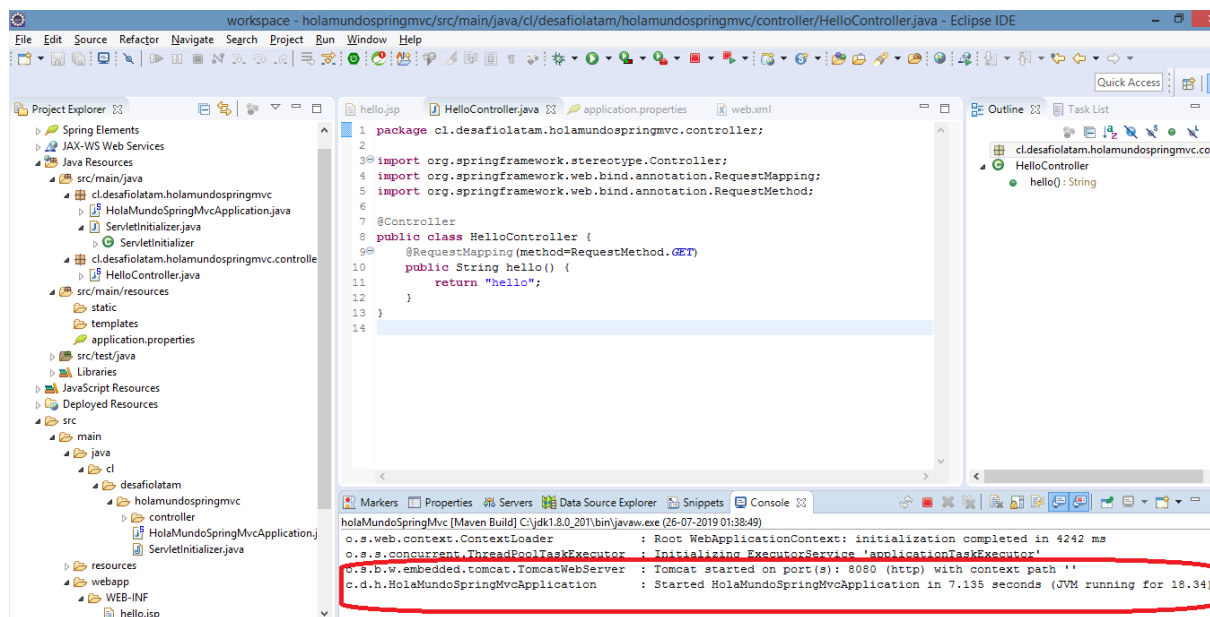 workspace - holamundospringmvc/src/main/java/cl/desafiolatam/holamundospringmvc/controller/HelloController.java - Eclipse IDE
File Edit Source Refactor Navigate Search Project Run Window Help
Quick Access
Project Explorer
Spring Elements
JAX-WS Web Services
Java Resources
src/main/java
cl.desafiolatam.holamundospringmvc
HolaMundoSpringMvcApplication.java
ServletInitializer.java
ServletInitializer
cl.desafiolatam.holamundospringmvc.controlle
HelloController.java
src/main/resources
static
templates
application.properties
src/test/java
Libraries
JavaScript Resources
Deployed Resources
src
main
java
cl
desafiolatam
holamundospringmvc
controller
HolaMundoSpringMvcApplication.j
ServletInitializer.java
resources
webapp
WEB-INF
hello.jsp
hello.jsp HelloController.java application.properties web.xml
1 package cl.desafiolatam.holamundospringmvc.controller;
2
3 import org.springframework.stereotype.Controller;
4 import org.springframework.web.bind.annotation.RequestMapping;
5 import org.springframework.web.bind.annotation.RequestMethod;
6
7 @Controller
8 public class HelloController {
9 @RequestMapping(method=RequestMethod.GET)
10 public String hello() {
11 return "hello";
12 }
13 }
14
Outline Task List
cl.desafiolatam.holamundospringmvc.co
HelloController
hello() : String
Markers Properties Servers Data Source Explorer Snippets Console
holaMundoSpringMvc [Maven Build] C:\jdk1.8.0_201\bin\javaw.exe (26-07-2019 01:38:49)
o.s.web.context.ContextLoader : Root WebApplicationContext: initialization completed in 4242 ms
o.s.s.concurrent.ThreadPoolTaskExecutor : Initializing ExecutorService 'applicationTaskExecutor'
o.s.b.w.embedded.tomcat.TomcatWebServer : Tomcat started on port(s): 8080 (http) with context path ''
c.d.h.HolaMundoSpringMvcApplication : Started HolaMundoSpringMvcApplication in 7.135 seconds (JVM running for 18.34)